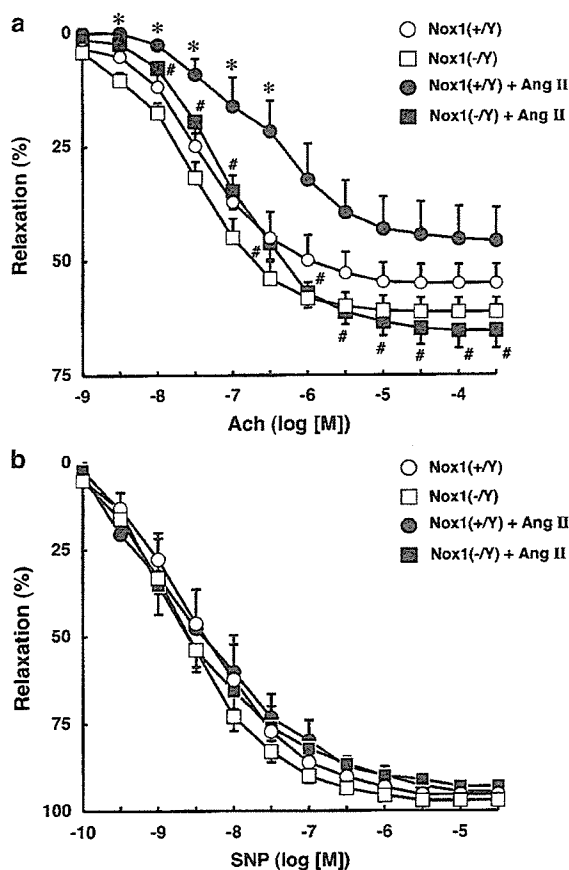 a
Nox1(+/Y)
Nox1(-/Y)
Nox1(+/Y) + Ang II
Nox1(-/Y) + Ang II
* * * * *
# # # # # # # # # #
0
25
50
75
Relaxation (%)
-9 -8 -7 -6 -5 -4
Ach (log [M])
b
Nox1(+/Y)
Nox1(-/Y)
Nox1(+/Y) + Ang II
Nox1(-/Y) + Ang II
0
25
50
75
100
Relaxation (%)
-10 -9 -8 -7 -6 -5
SNP (log [M])